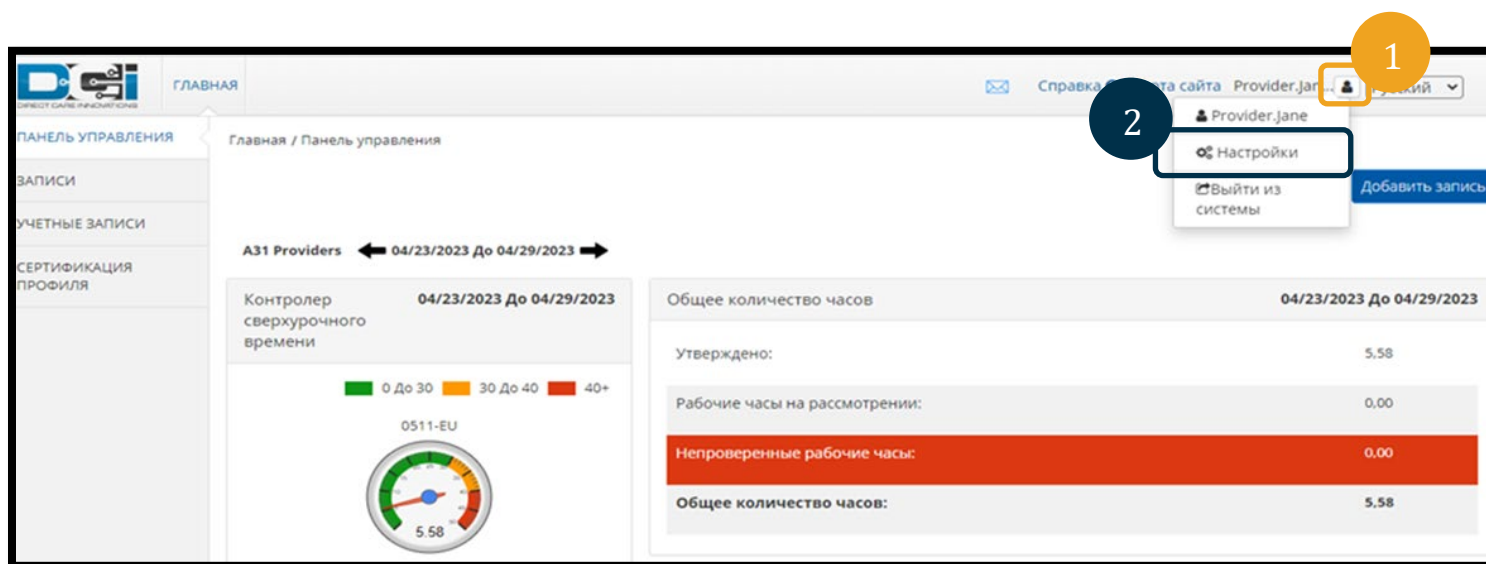 1
DCI
DIRECT CARE INNOVATIONS
ГЛАВНАЯ
Справка та сайта Provider.Jan...
2
Provider.Jane
Настройки
Выйти из
системы
ПАНЕЛЬ УПРАВЛЕНИЯ
Главная / Панель управления
ЗАПИСИ
Добавить запись
УЧЕТНЫЕ ЗАПИСИ
СЕРТИФИКАЦИЯ
ПРОФИЛЯ
A31 Providers 04/23/2023 До 04/29/2023
Контролер
сверхурочного
времени
04/23/2023 До 04/29/2023
0 До 30 30 До 40 40+
0511-EU
5.58
Общее количество часов 04/23/2023 До 04/29/2023
Утверждено: 5,58
Рабочие часы на рассмотрении: 0,00
Непроверенные рабочие часы: 0,00
Общее количество часов: 5,58